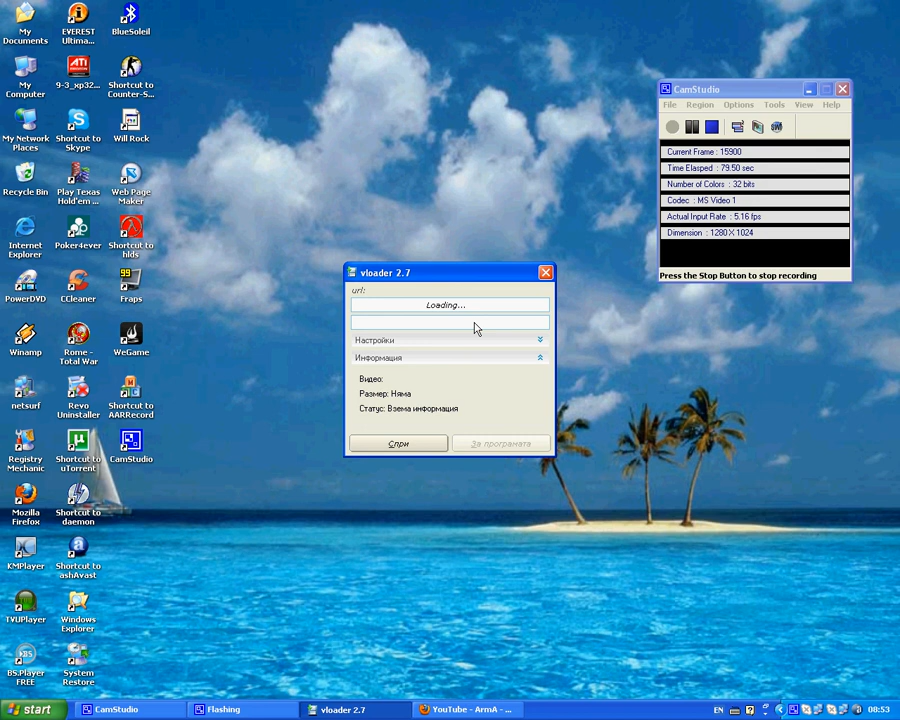 My
Documents
EVEREST
Ultima...
BlueSoleil
My
Computer
9-3_xp32...
Shortcut to
Counter-S...
My Network
Places
Shortcut to
Skype
Will Rock
Recycle Bin
Play Texas
Hold'em ...
Web Page
Maker
Internet
Explorer
Poker4ever
Shortcut to
hlds
PowerDVD
CCleaner
99
Fraps
Winamp
Rome -
Total War
WeGame
netsurf
Revo
Uninstaller
Shortcut to
AARRecord
Registry
Mechanic
Shortcut to
uTorrent
CamStudio
Mozilla
Firefox
Shortcut to
daemon
KMPlayer
Shortcut to
ashAvast
TVUPlayer
Windows
Explorer
BS.Player
FREE
System
Restore
CamStudio
File Region Options Tools View Help
Current Frame : 15900
Time Elasped : 79.50 sec
Number of Colors : 32 bits
Codec : MS Video 1
Actual Input Rate : 5.16 fps
Dimension : 1280 X 1024
Press the Stop Button to stop recording
vloader 2.7
url:
Loading...
Настройки
Информация
Видео:
Размер: Няма
Статус: Взема информация
Спри
За програмата
start
CamStudio
Flashing
vloader 2.7
YouTube - ArmA - ...
EN
08:53